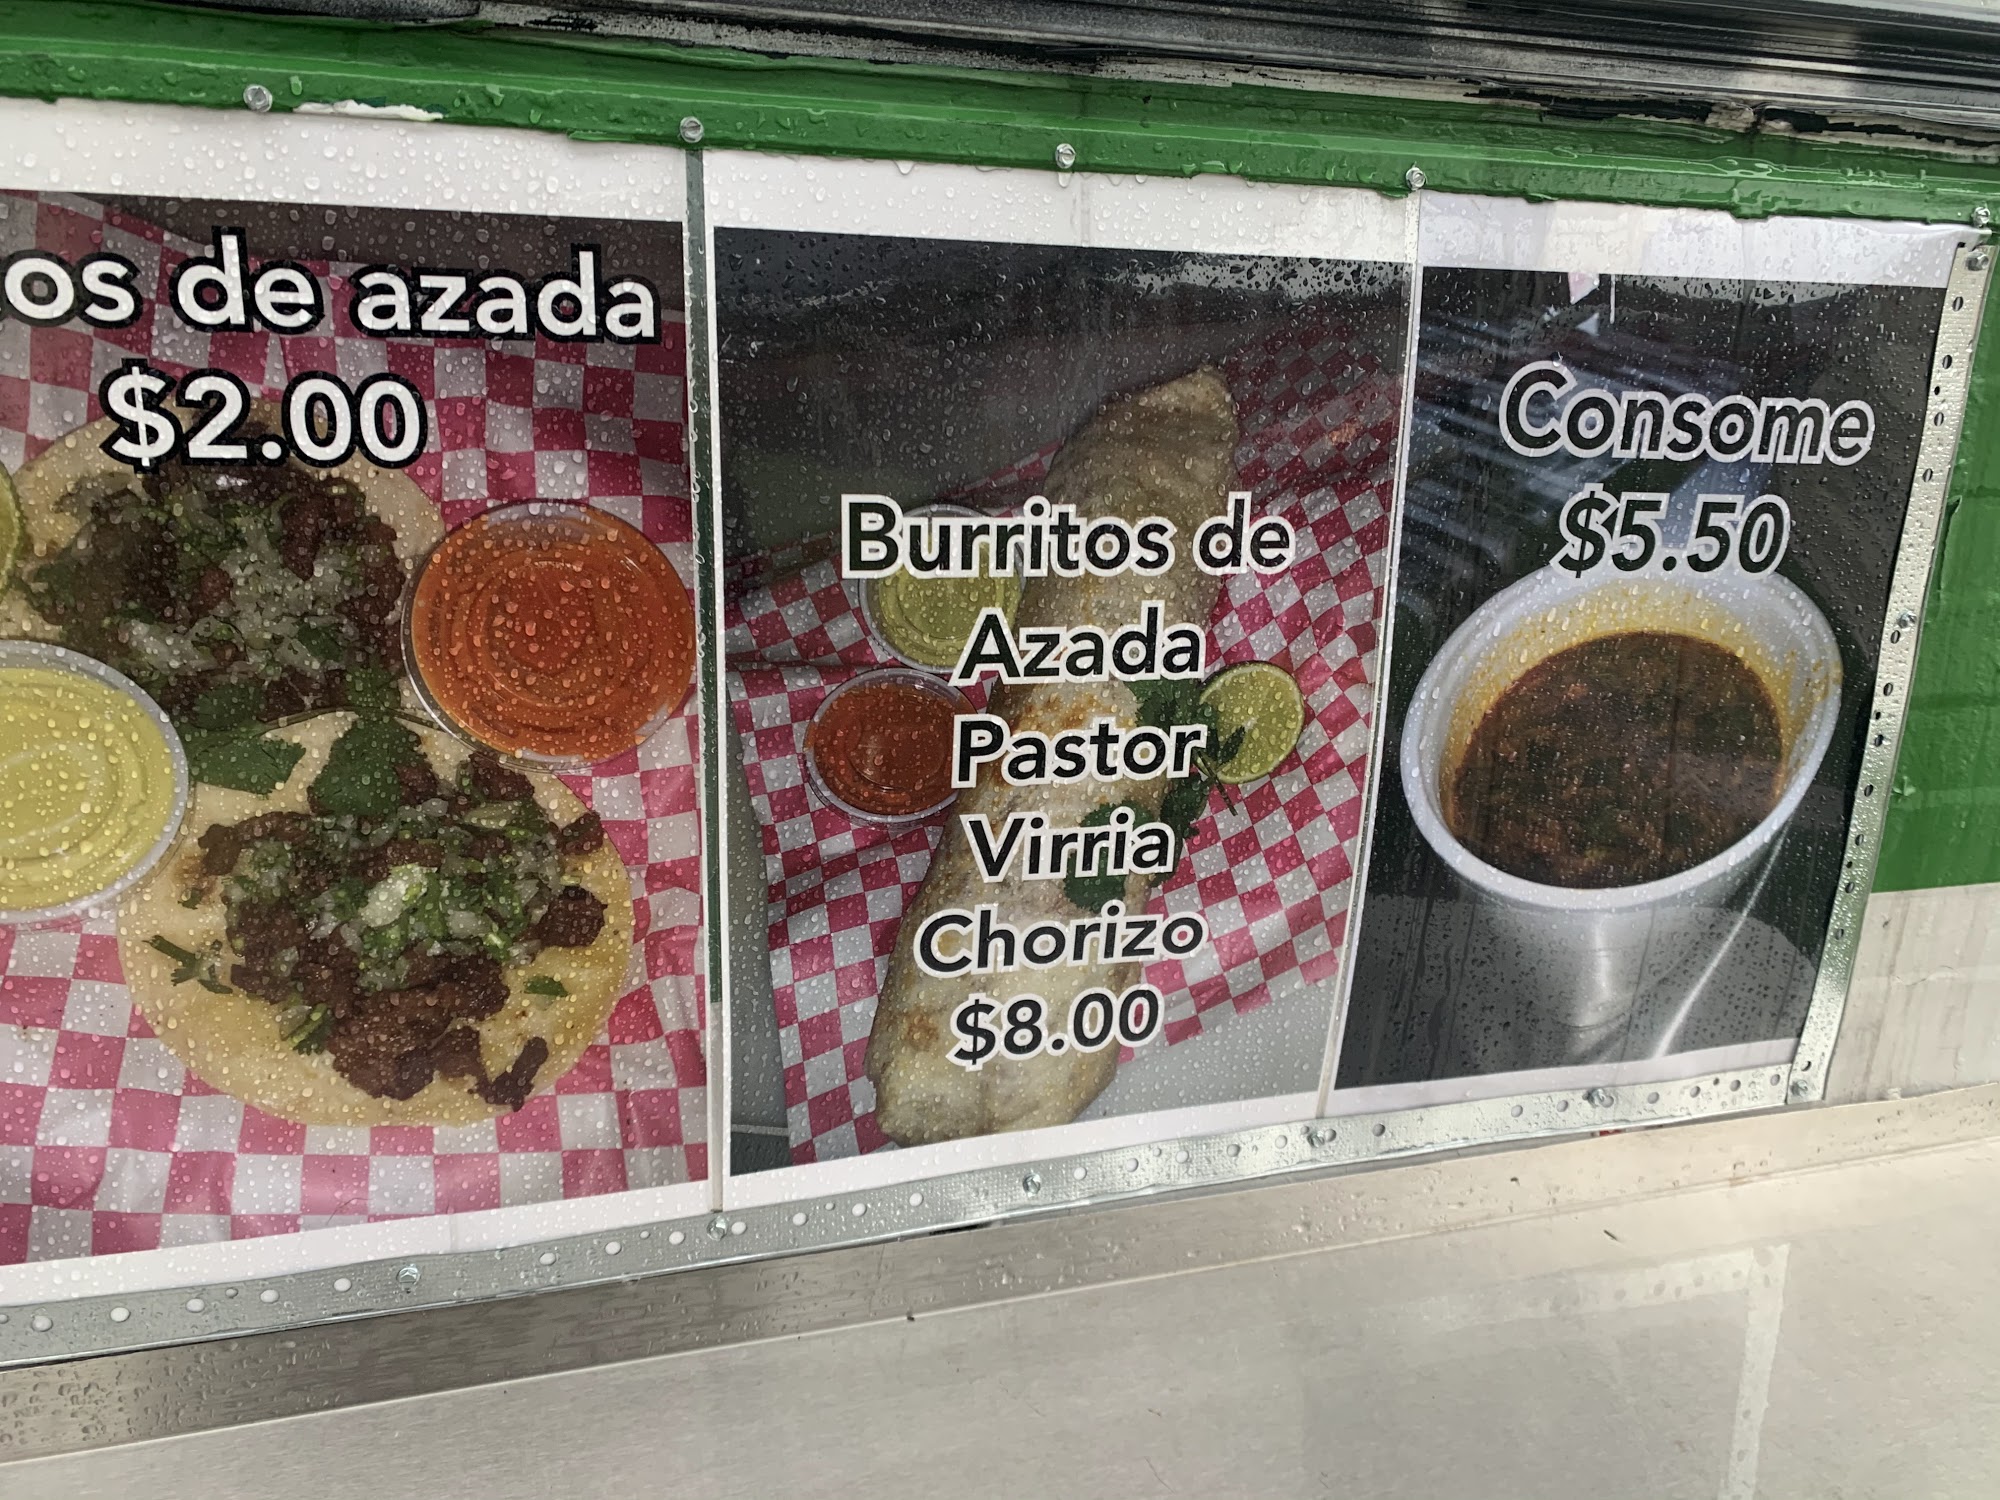 os de azada
$2.00
Burritos de
Azada
Pastor
Virria
Chorizo
$8.00
Consome
$5.50